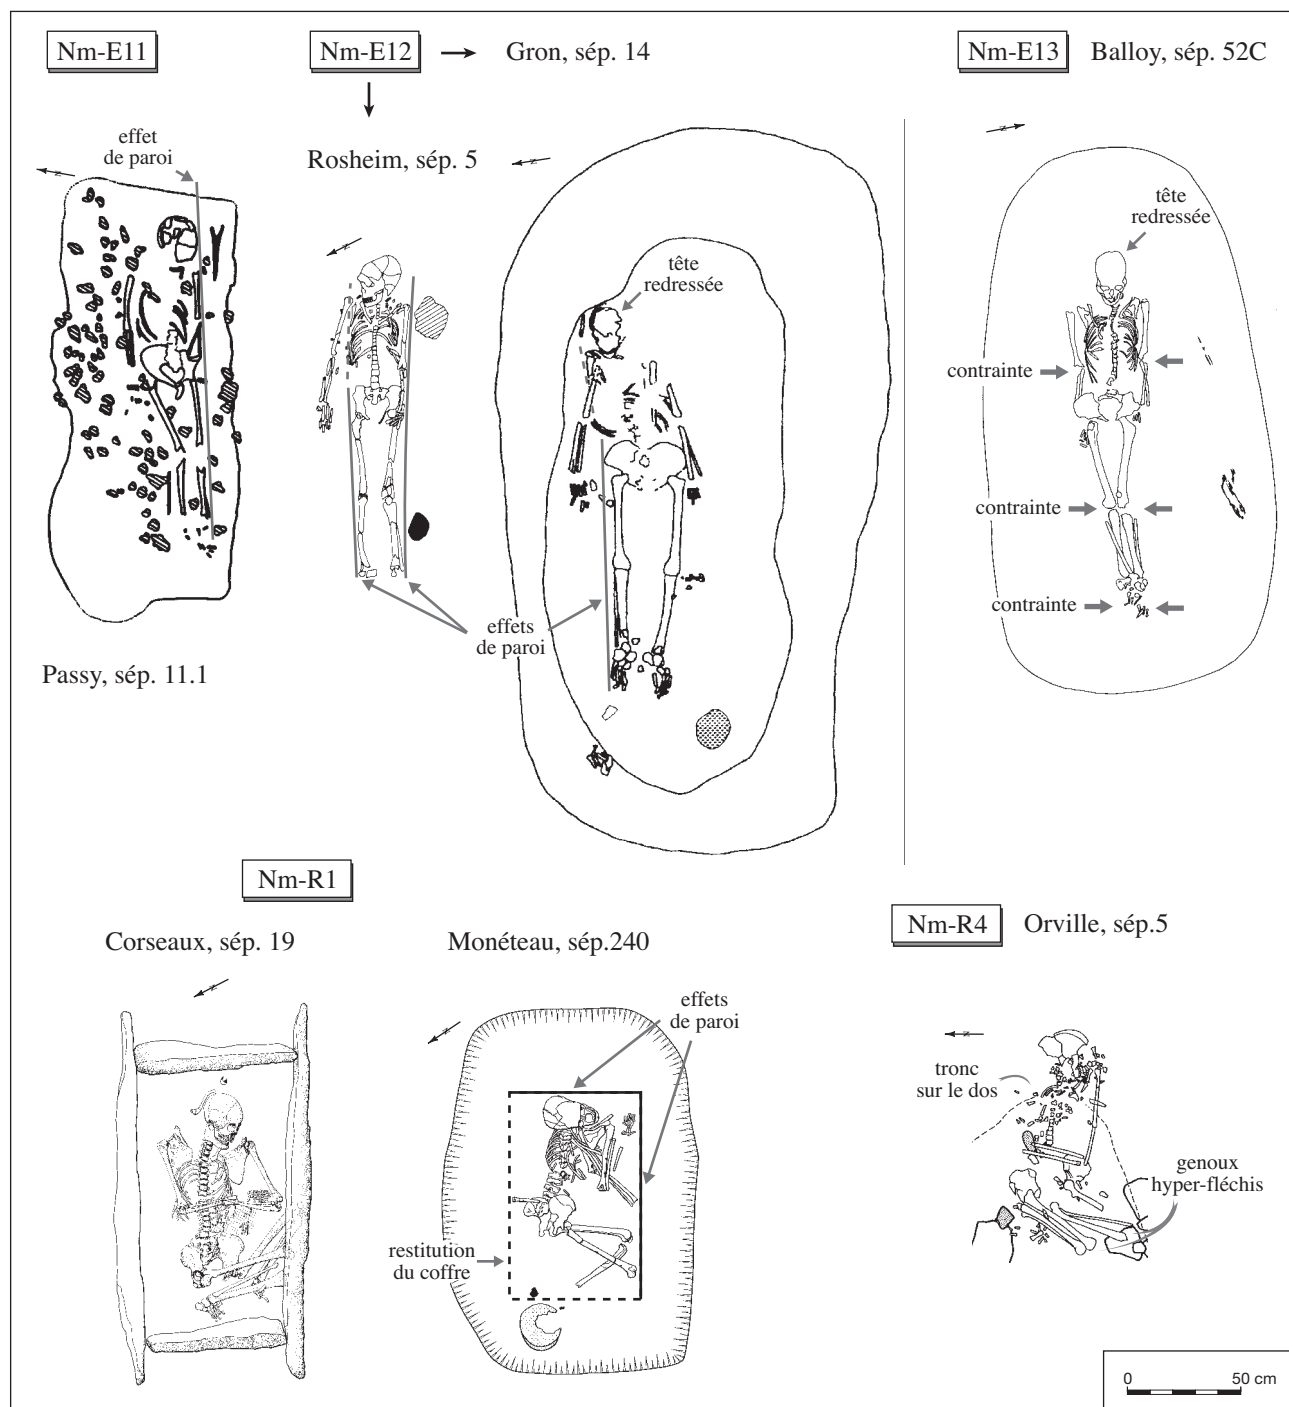 Nm-E11
Nm-E12
Gron, sép. 14
Nm-E13
Balloy, sép. 52C
effet
de paroi
Rosheim, sép. 5
tête
redressée
tête
redressée
contrainte
contrainte
contrainte
effets
de paroi
Passy, sép. 11.1
Nm-R1
Corseaux, sép. 19
Monéteau, sép.240
Nm-R4
Orville, sép.5
effets
de paroi
tronc
sur le dos
genoux
hyper-fléchis
restitution
du coffre
0
50 cm